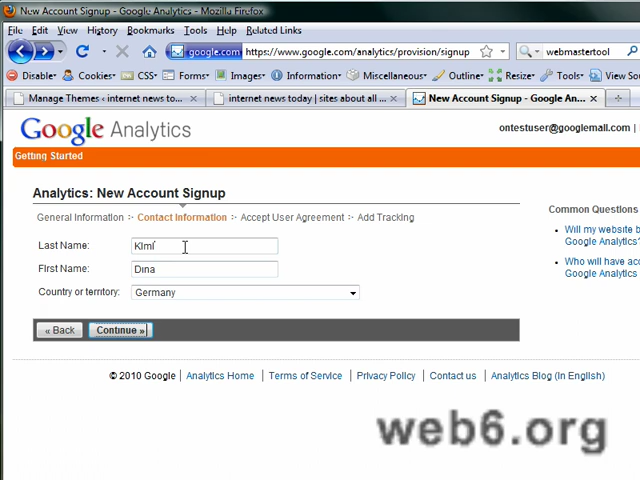 New Account Signup - Google Analytics - Mozilla Firefox
File Edit View History Bookmarks Tools Help Related Links
google.com https://www.google.com/analytics/provision/signup webmastertool
Disable Cookies CSS Forms Images Information Miscellaneous Outline Resize Tools View Sou
Manage Themes ‹ internet news to... internet news today | sites about all ... New Account Signup - Google An...
Google Analytics
ontestuser@googlemail.com |
Getting Started
Analytics: New Account Signup
General Information Contact Information Accept User Agreement Add Tracking
Common Questions
Last Name:
First Name: Dina
Country or territory: Germany
Will my website b
Google Analytics?
Who will have acc
Google Analytics
« Back Continue »
© 2010 Google | Analytics Home | Terms of Service | Privacy Policy | Contact us | Analytics Blog (In English)
web6.org